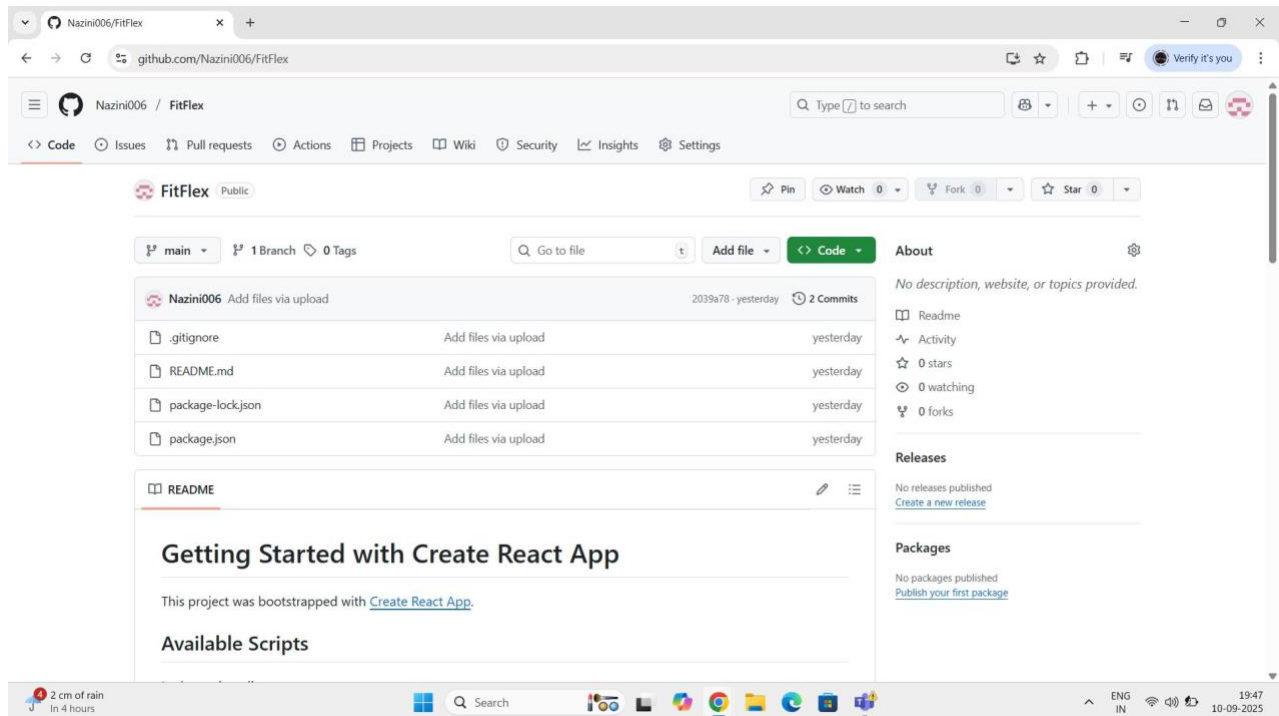 Nazini006/FitFlex
github.com/Nazini006/FitFlex
Verify it's you
Nazini006 / FitFlex
Type / to search
Code Issues Pull requests Actions Projects Wiki Security Insights Settings
FitFlex Public
Pin Watch 0 Fork 0 Star 0
main 1 Branch 0 Tags Go to file t Add file Code
Nazini006 Add files via upload 2039a78 · yesterday 2 Commits
.gitignore Add files via upload yesterday
README.md Add files via upload yesterday
package-lock.json Add files via upload yesterday
package.json Add files via upload yesterday
README
Getting Started with Create React App
This project was bootstrapped with Create React App.
Available Scripts
About
No description, website, or topics provided.
Readme
Activity
0 stars
0 watching
0 forks
Releases
No releases published
Create a new release
Packages
No packages published
Publish your first package
4
2 cm of rain
In 4 hours
Search
ENG
IN
19:47
10-09-2025